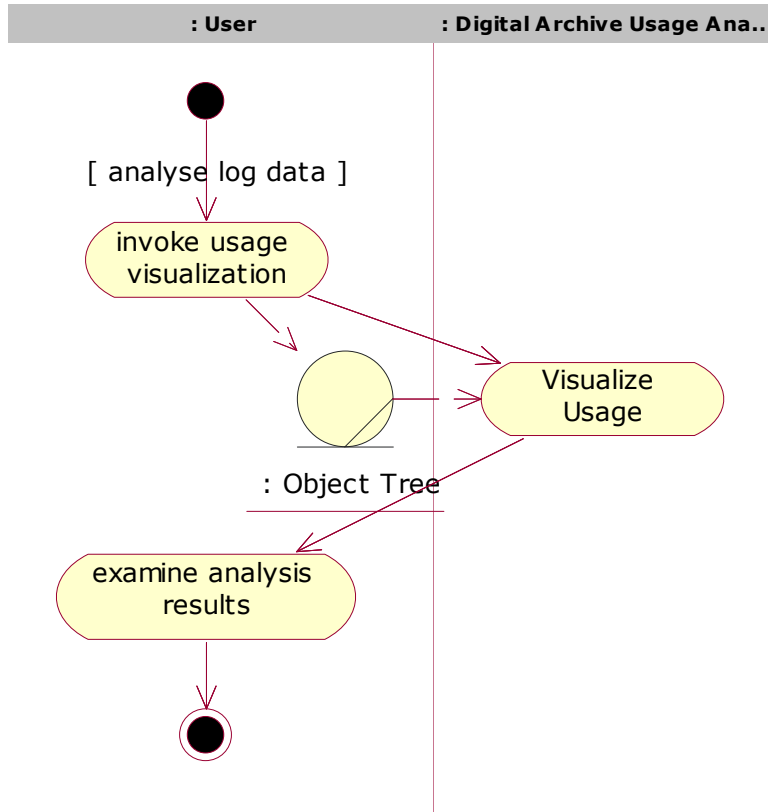 : User
: Digital Archive Usage Ana..
[ analyse log data ]
invoke usage
visualization
Visualize
Usage
: Object Tree
examine analysis
results